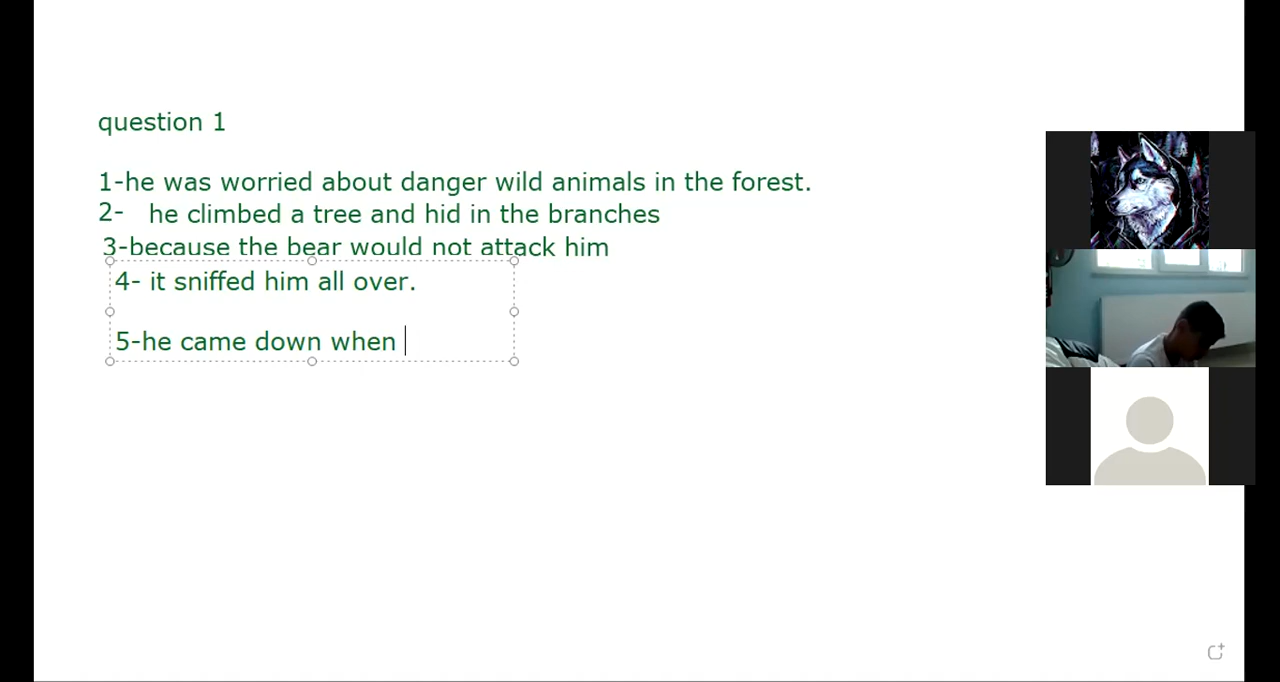 question 1
1-he was worried about danger wild animals in the forest.
2- he climbed a tree and hid in the branches
3-because the bear would not attack him
4- it sniffed him all over.
5-he came down when